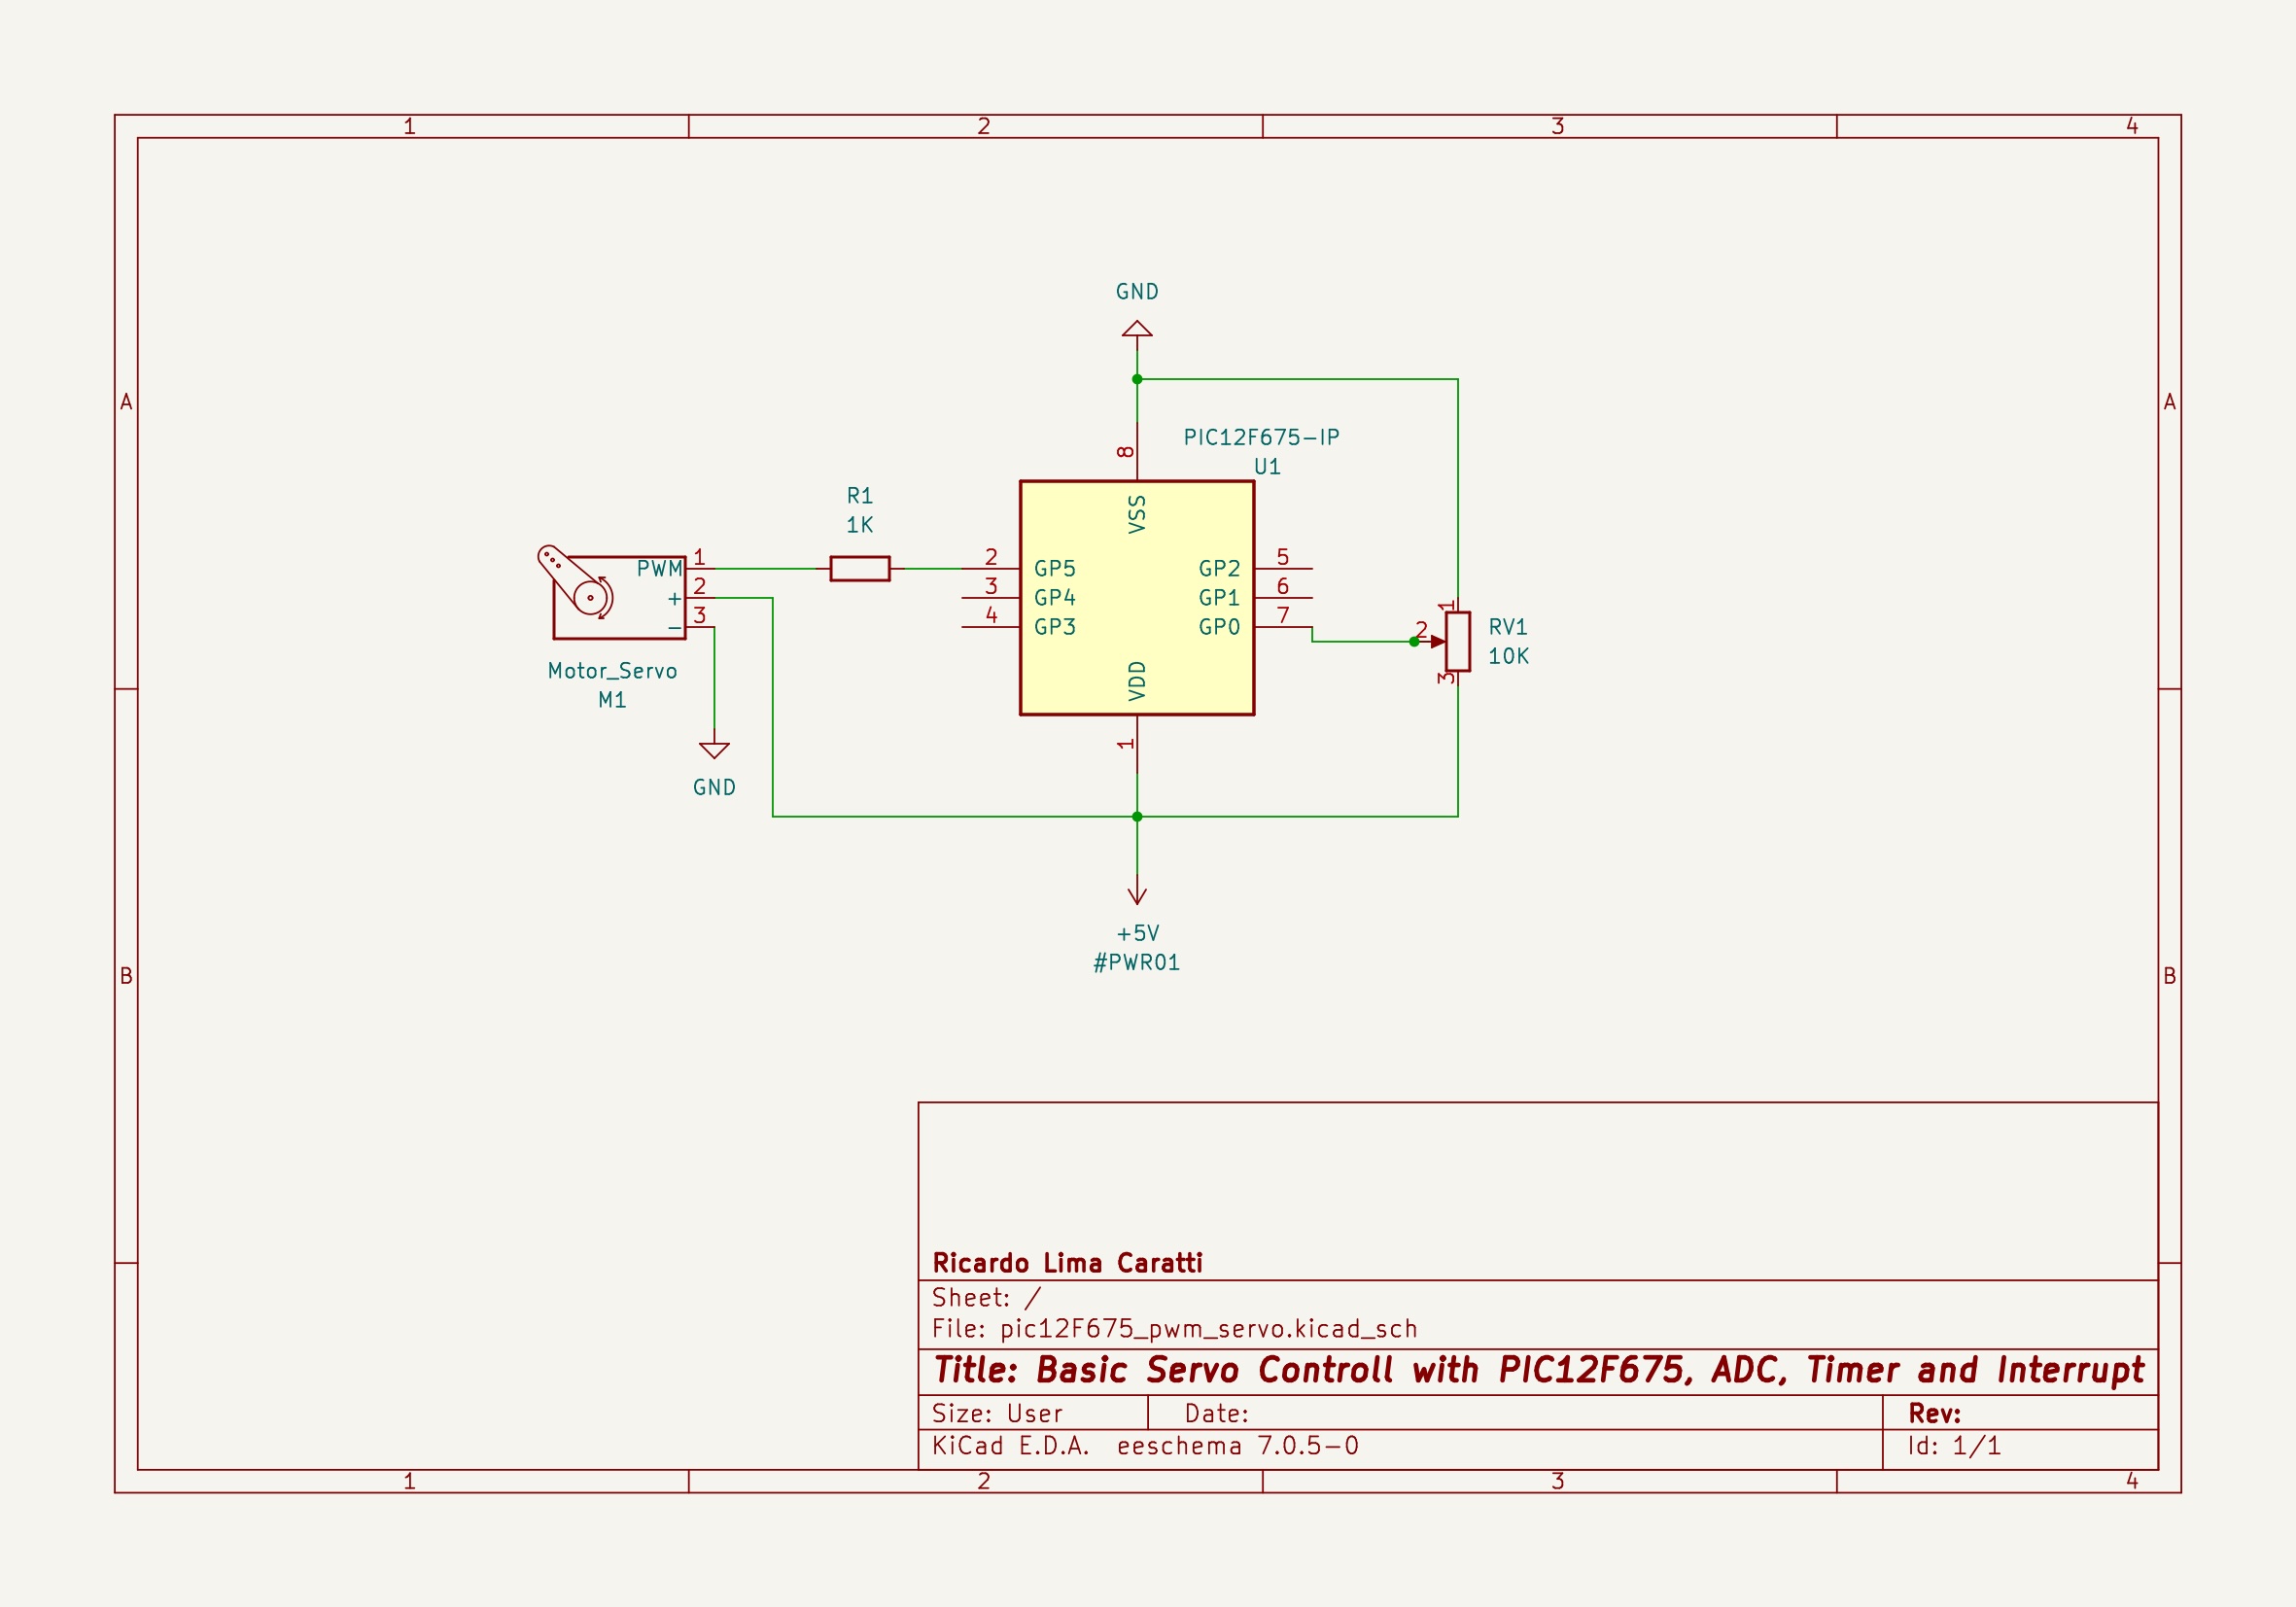 1 2 3 4
A A
B B
GND
PIC12F675-IP
U1
8
VSS
R1
1K
PWM 1
+ 2
- 3
Motor_Servo
M1
GND
2 GP5
3 GP4
4 GP3
GP2 5
GP1 6
GP0 7
VDD
1
1
2
3
RV1
10K
+5V
#PWR01
Ricardo Lima Caratti
Sheet: /
File: pic12F675_pwm_servo.kicad_sch
Title: Basic Servo Controll with PIC12F675, ADC, Timer and Interrupt
Size: User Date: Rev:
KiCad E.D.A. eeschema 7.0.5-0 Id: 1/1
1 2 3 4